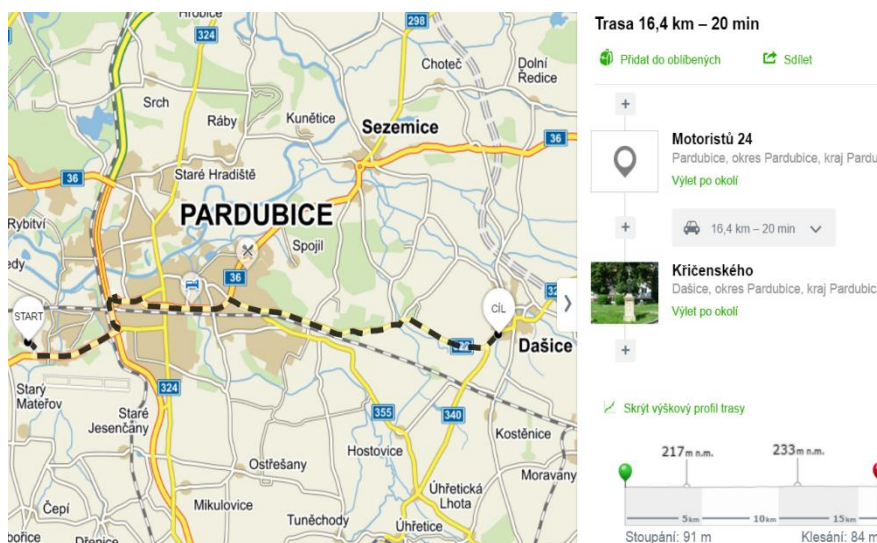 Hrobice
324
298
Choteč
Dolní
Ředice
Srch
Ráby
Kunětice
Sezemice
36
36
Staré Hradiště
PARDUBICE
Rybitví
Spojil
36
START
CÍL
Dašice
Starý
Mateřov
324
Staré
Jesenčany
355
340
Kostěnice
Hostovice
Ostřešany
Moravany
Úhřetická
Lhota
Čepí
Mikulovice
Tuněchody
Úhřetice
Dřenice
Trasa 16,4 km – 20 min
Přidat do oblíbených
Sdílet
Motoristů 24
Pardubice, okres Pardubice, kraj Pardu
Výlet po okolí
16,4 km – 20 min
Křičenského
Dašice, okres Pardubice, kraj Pardubic
Výlet po okolí
Skrýt výškový profil trasy
217 m n.m.
233 m n.m.
5 km
10 km
15 km
Stoupání: 91 m
Klesání: 84 m